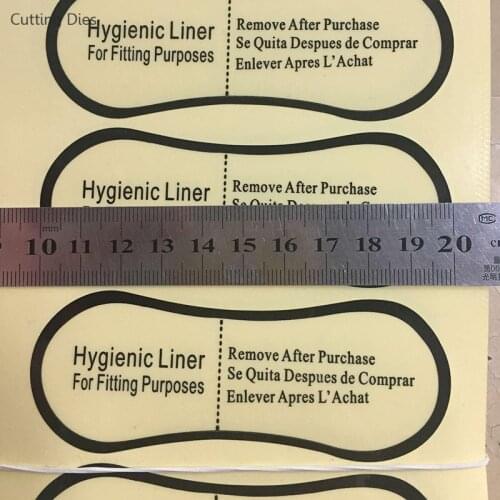 Cutting Dies
Hygienic Liner
For Fitting Purposes
Remove After Purchase
Se Quita Despues de Comprar
Enlever Apres L'Achat
Hygienic Liner
Remove After Purchase
mm
10 11 12 13 14 15 16 17 18 19 20
MC
Hygienic Liner
For Fitting Purposes
Remove After Purchase
Se Quita Despues de Comprar
Enlever Apres L'Achat